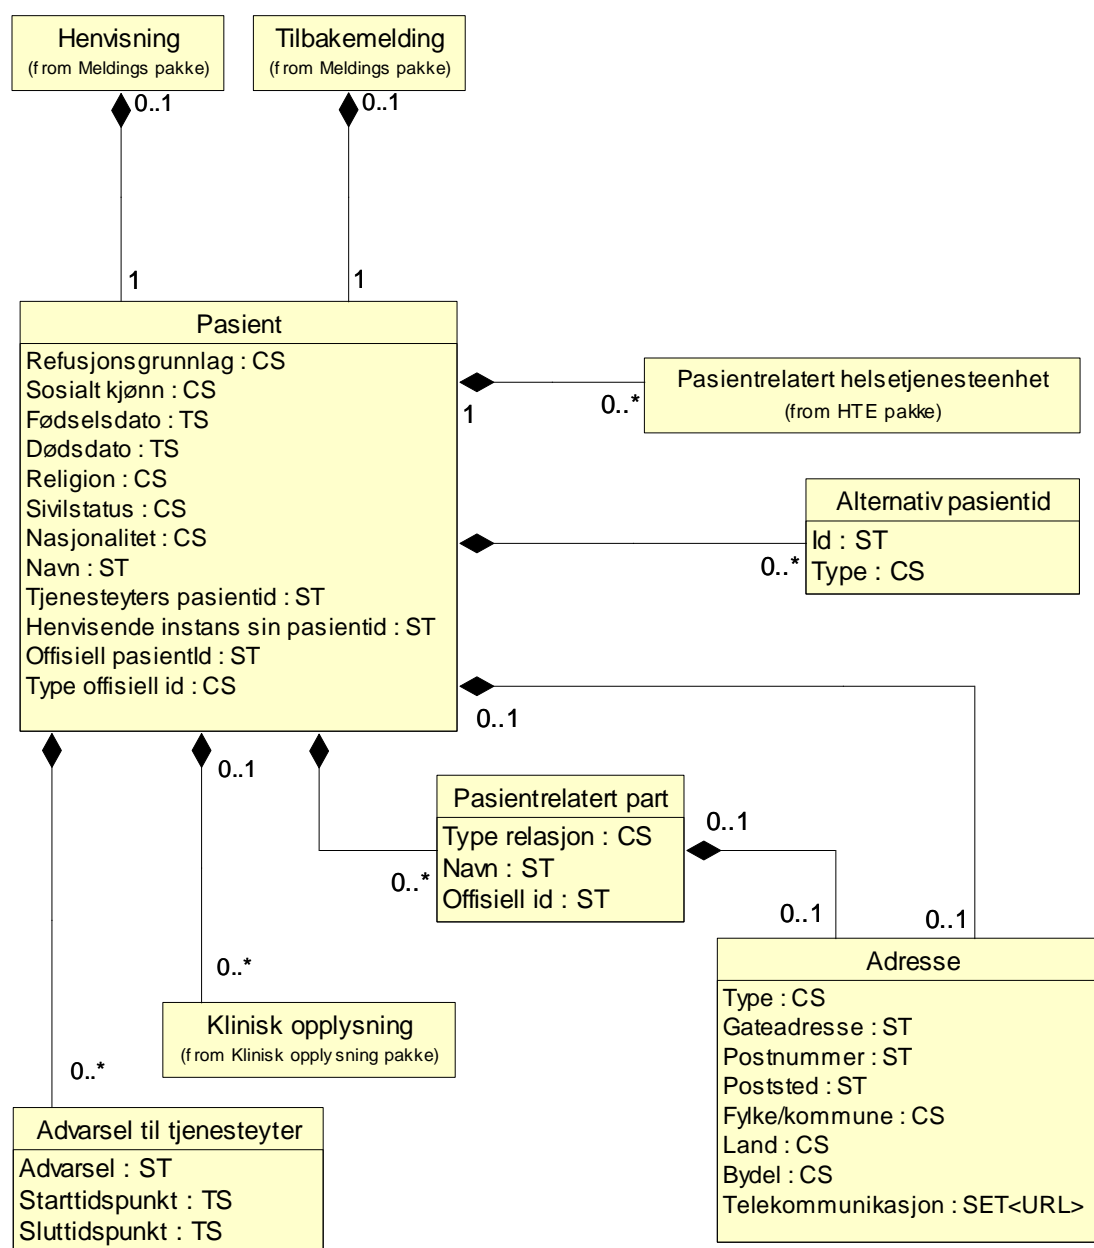 Henvisning
(from Meldings pakke)
Tilbakemelding
(from Meldings pakke)
0..1
0..1
1
1
Pasient
Refusjonsgrunnlag : CS
Sosialt kjønn : CS
Fødselsdato : TS
Dødsdato : TS
Religion : CS
Sivilstatus : CS
Nasjonalitet : CS
Navn : ST
Tjenesteyters pasientid : ST
Henvisende instans sin pasientid : ST
Offisiell pasientId : ST
Type offisiell id : CS
1
0..*
Pasientrelatert helsetjenesteenhet
(from HTE pakke)
0..*
Alternativ pasientid
Id : ST
Type : CS
0..1
0..1
Pasientrelatert part
Type relasjon : CS
Navn : ST
Offisiell id : ST
0..*
0..1
0..1
0..1
Adresse
Type : CS
Gateadresse : ST
Postnummer : ST
Poststed : ST
Fylke/kommune : CS
Land : CS
Bydel : CS
Telekommunikasjon : SET<URL>
0..*
Klinisk opplysning
(from Klinisk opplysning pakke)
0..*
Advarsel til tjenesteyter
Advarsel : ST
Starttidspunkt : TS
Sluttidspunkt : TS